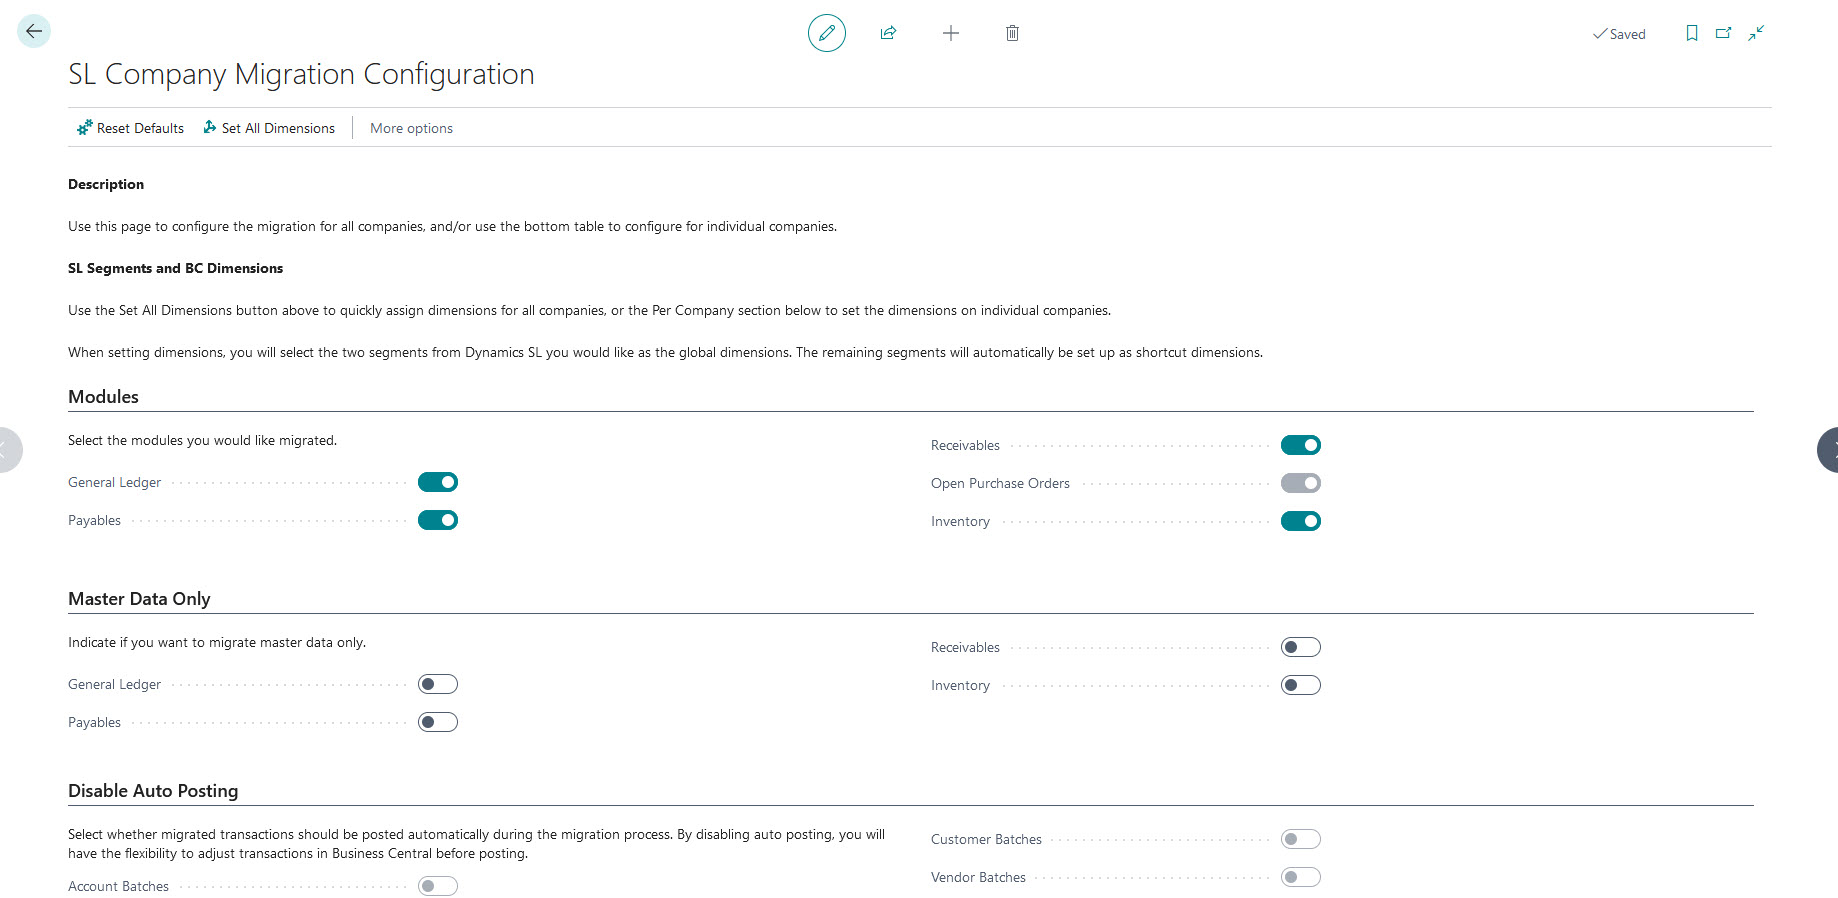 Saved
SL Company Migration Configuration
Reset Defaults
Set All Dimensions
More options
Description
Use this page to configure the migration for all companies, and/or use the bottom table to configure for individual companies.
SL Segments and BC Dimensions
Use the Set All Dimensions button above to quickly assign dimensions for all companies, or the Per Company section below to set the dimensions on individual companies.
When setting dimensions, you will select the two segments from Dynamics SL you would like as the global dimensions. The remaining segments will automatically be set up as shortcut dimensions.
Modules
Select the modules you would like migrated.
General Ledger
Payables
Receivables
Open Purchase Orders
Inventory
Master Data Only
Indicate if you want to migrate master data only.
General Ledger
Payables
Receivables
Inventory
Disable Auto Posting
Select whether migrated transactions should be posted automatically during the migration process. By disabling auto posting, you will
have the flexibility to adjust transactions in Business Central before posting.
Account Batches
Customer Batches
Vendor Batches